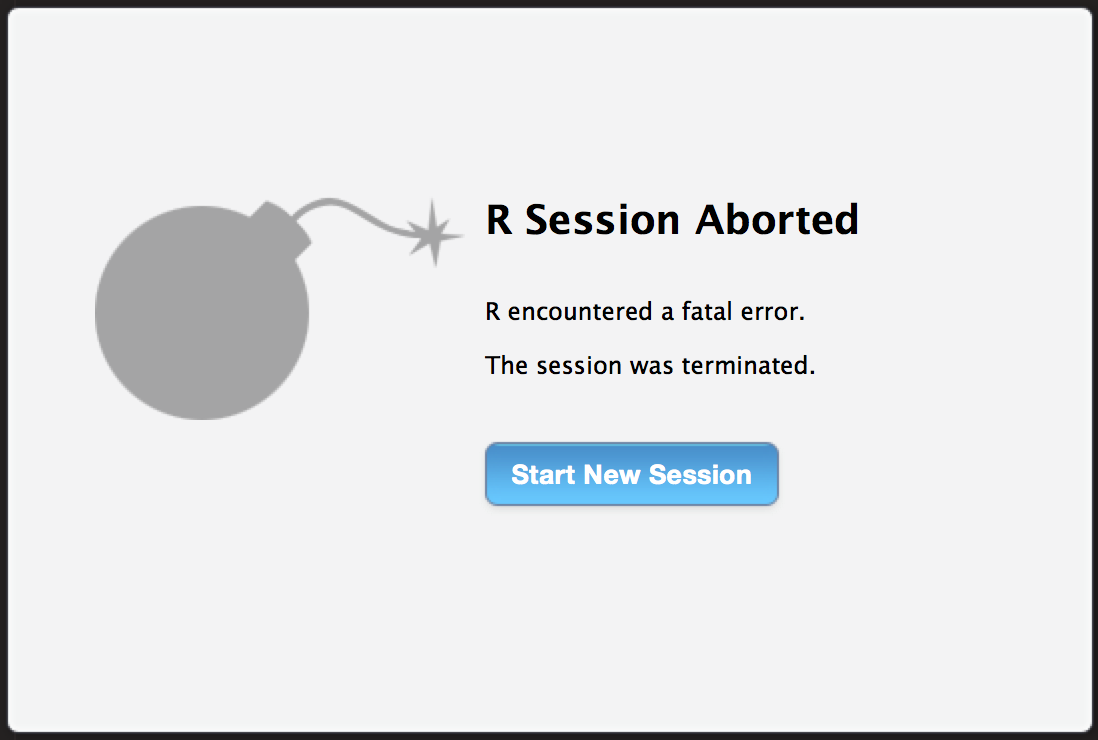 R Session Aborted
R encountered a fatal error.
The session was terminated.
Start New Session